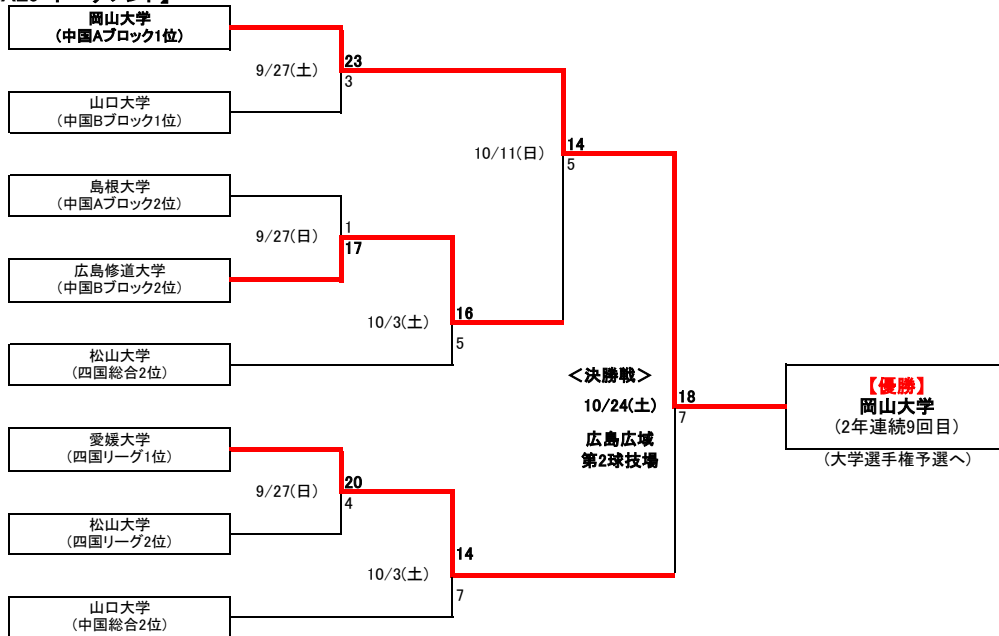 岡山大学
(中国Aブロック1位)
9/27(土)
23
3
山口大学
(中国Bブロック1位)
10/11(日)
14
5
島根大学
(中国Aブロック2位)
9/27(日)
1
17
広島修道大学
(中国Bブロック2位)
10/3(土)
16
5
松山大学
(四国総合2位)
<決勝戦>
10/24(土)
広島広域
第2球技場
18
7
【優勝】
岡山大学
(2年連続9回目)
(大学選手権予選へ)
愛媛大学
(四国リーグ1位)
9/27(日)
20
4
松山大学
(四国リーグ2位)
10/3(土)
14
7
山口大学
(中国総合2位)